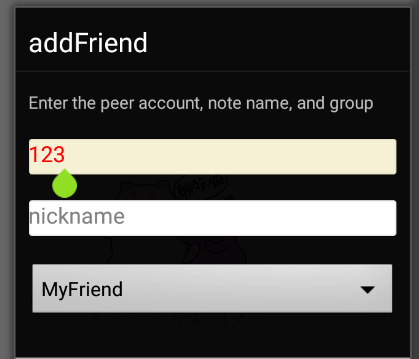 addFriend
Enter the peer account, note name, and group
123
nickname
MyFriend